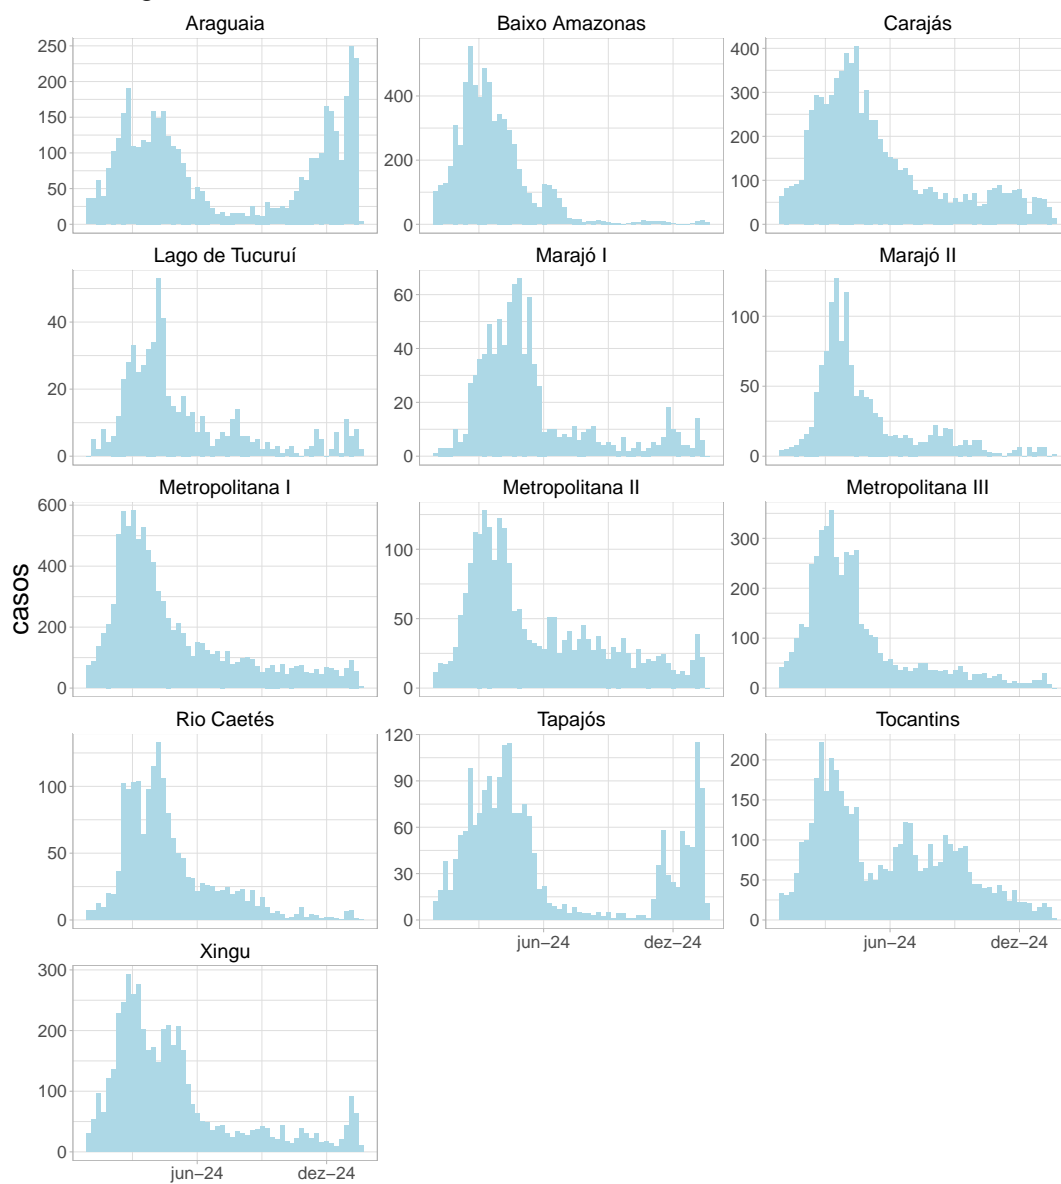 Araguaia
Baixo Amazonas
Carajás
250
200
150
100
50
0
400
200
0
400
300
200
100
0
Lago de Tucuruí
Marajó I
Marajó II
40
20
0
60
40
20
0
100
50
0
Metropolitana I
Metropolitana II
Metropolitana III
600
400
200
0
100
50
0
300
200
100
0
casos
Rio Caetés
Tapajós
Tocantins
100
50
0
120
90
60
30
0
200
150
100
50
0
jun–24
dez–24
jun–24
dez–24
Xingu
300
200
100
0
jun–24
dez–24